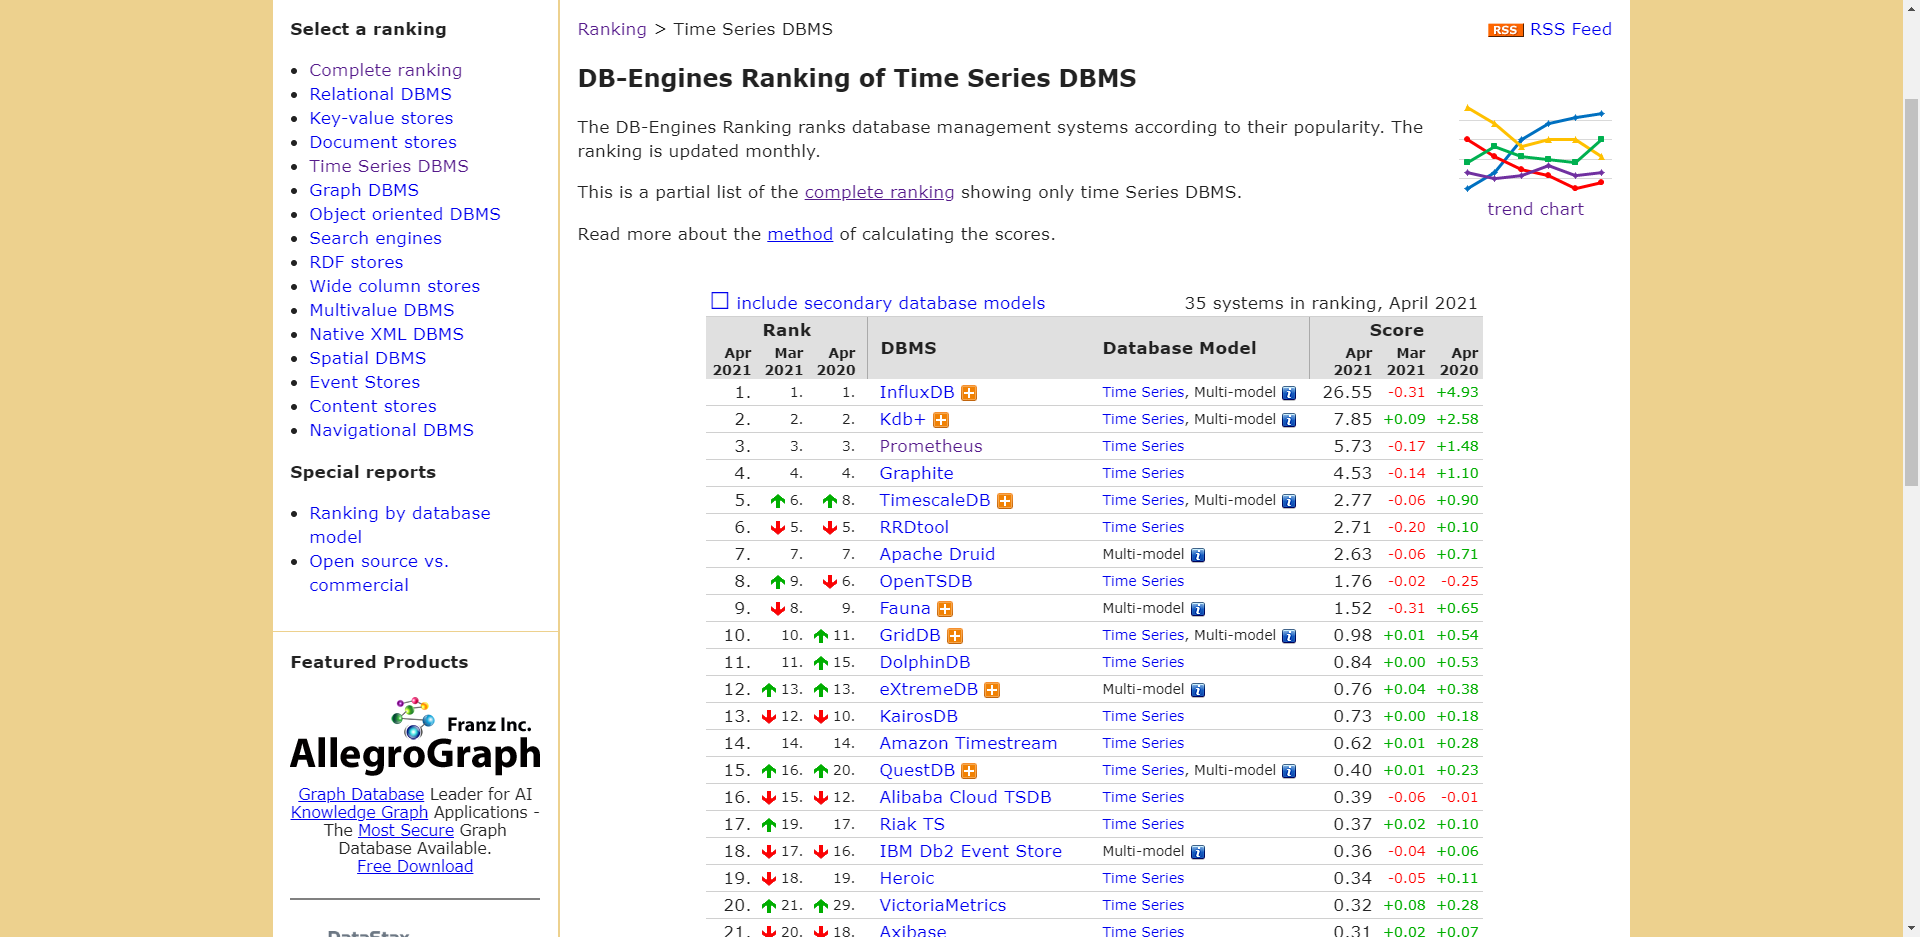 Select a ranking
Complete ranking
Relational DBMS
Key-value stores
Document stores
Time Series DBMS
Graph DBMS
Object oriented DBMS
Search engines
RDF stores
Wide column stores
Multivalue DBMS
Native XML DBMS
Spatial DBMS
Event Stores
Content stores
Navigational DBMS
Special reports
Ranking by database
model
Open source vs.
commercial
Featured Products
Franz Inc.
AllegroGraph
Graph Database Leader for AI
Knowledge Graph Applications -
The Most Secure Graph
Database Available.
Free Download
DataStax
Ranking > Time Series DBMS
RSS RSS Feed
DB-Engines Ranking of Time Series DBMS
The DB-Engines Ranking ranks database management systems according to their popularity. The
ranking is updated monthly.
This is a partial list of the complete ranking showing only time Series DBMS.
Read more about the method of calculating the scores.
trend chart
include secondary database models 35 systems in ranking, April 2021
Rank DBMS Database Model Score
Apr Mar Apr Apr Mar Apr
2021 2021 2020 2021 2021 2020
1. 1. 1. InfluxDB Time Series, Multi-model 26.55 -0.31 +4.93
2. 2. 2. Kdb+ Time Series, Multi-model 7.85 +0.09 +2.58
3. 3. 3. Prometheus Time Series 5.73 -0.17 +1.48
4. 4. 4. Graphite Time Series 4.53 -0.14 +1.10
5. 6. 8. TimescaleDB Time Series, Multi-model 2.77 -0.06 +0.90
6. 5. 5. RRDtool Time Series 2.71 -0.20 +0.10
7. 7. 7. Apache Druid Multi-model 2.63 -0.06 +0.71
8. 9. 6. OpenTSDB Time Series 1.76 -0.02 -0.25
9. 8. 9. Fauna Multi-model 1.52 -0.31 +0.65
10. 10. 11. GridDB Time Series, Multi-model 0.98 +0.01 +0.54
11. 11. 15. DolphinDB Time Series 0.84 +0.00 +0.53
12. 13. 13. eXtremeDB Multi-model 0.76 +0.04 +0.38
13. 12. 10. KairosDB Time Series 0.73 +0.00 +0.18
14. 14. 14. Amazon Timestream Time Series 0.62 +0.01 +0.28
15. 16. 20. QuestDB Time Series, Multi-model 0.40 +0.01 +0.23
16. 15. 12. Alibaba Cloud TSDB Time Series 0.39 -0.06 -0.01
17. 19. 17. Riak TS Time Series 0.37 +0.02 +0.10
18. 17. 16. IBM Db2 Event Store Multi-model 0.36 -0.04 +0.06
19. 18. 19. Heroic Time Series 0.34 -0.05 +0.11
20. 21. 29. VictoriaMetrics Time Series 0.32 +0.08 +0.28
21. 20. 18. Axibase Time Series 0.31 +0.02 +0.07